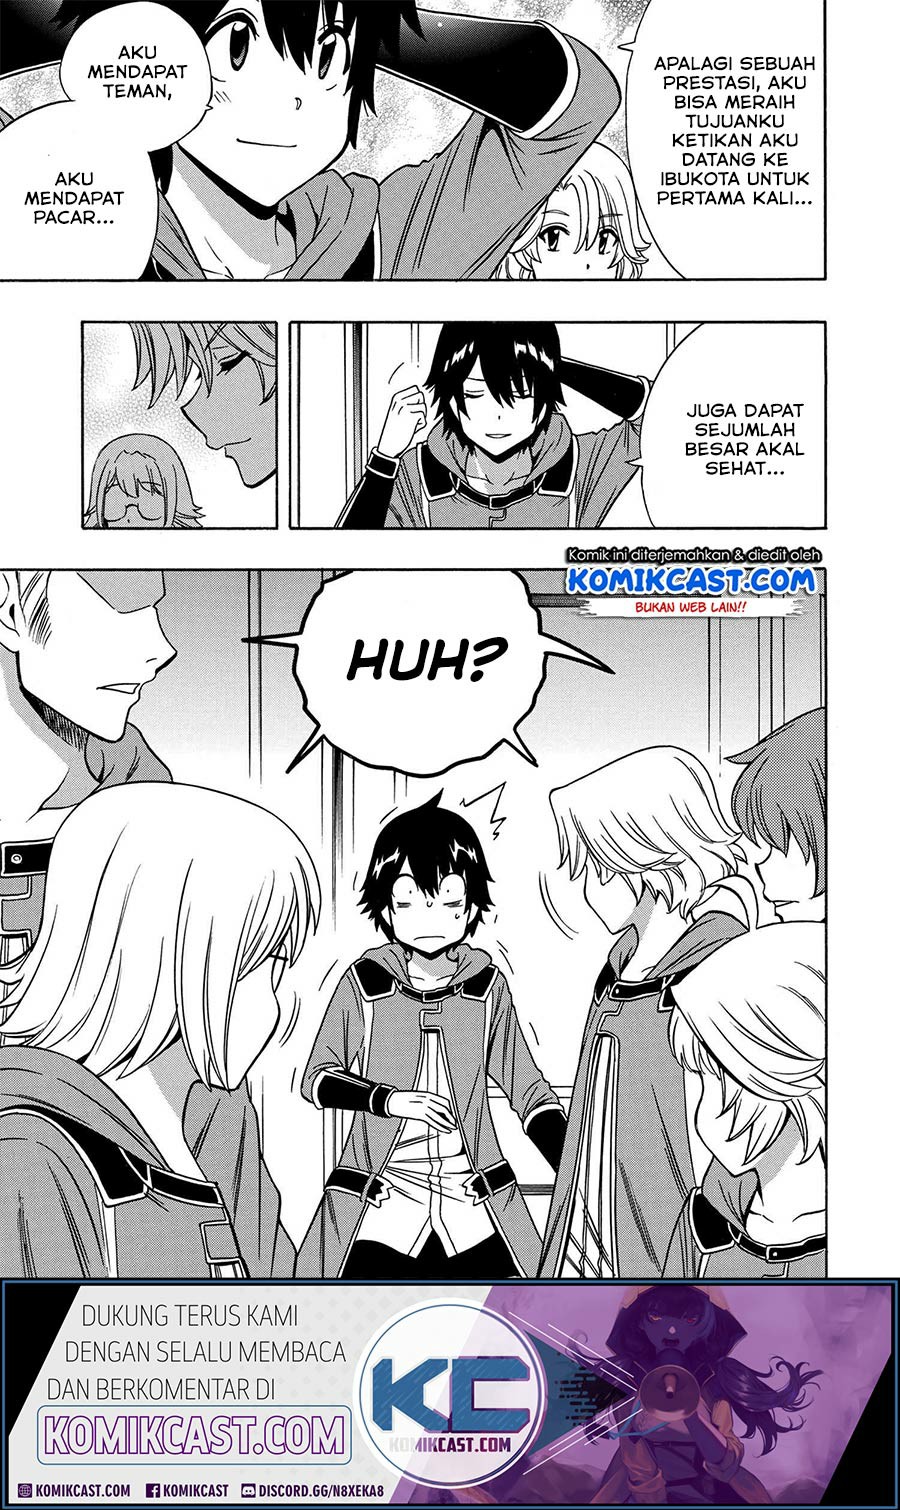 APALAGI SEBUAH
PRESTASI, AKU
BISA MERAIH
TUJUANKU
KETIKAN AKU
DATANG KE
IBUKOTA UNTUK
PERTAMA KALI...
AKU
MENDAPAT
TEMAN,
AKU
MENDAPAT
PACAR...
JUGA DAPAT
SEJUMLAH
BESAR AKAL
SEHAT...
Komik ini diterjemahkan & diedit oleh
KOMIKCAST.COM
BUKAN WEB LAIN!!
HUH?
DUKUNG TERUS KAMI
DENGAN SELALU MEMBACA
DAN BERKOMENTAR DI
KOMIKCAST.COM
KC
KOMIKCAST.COM
KOMIKCAST.COM KOMIKCAST DISCORD.GG/N8XEKA8